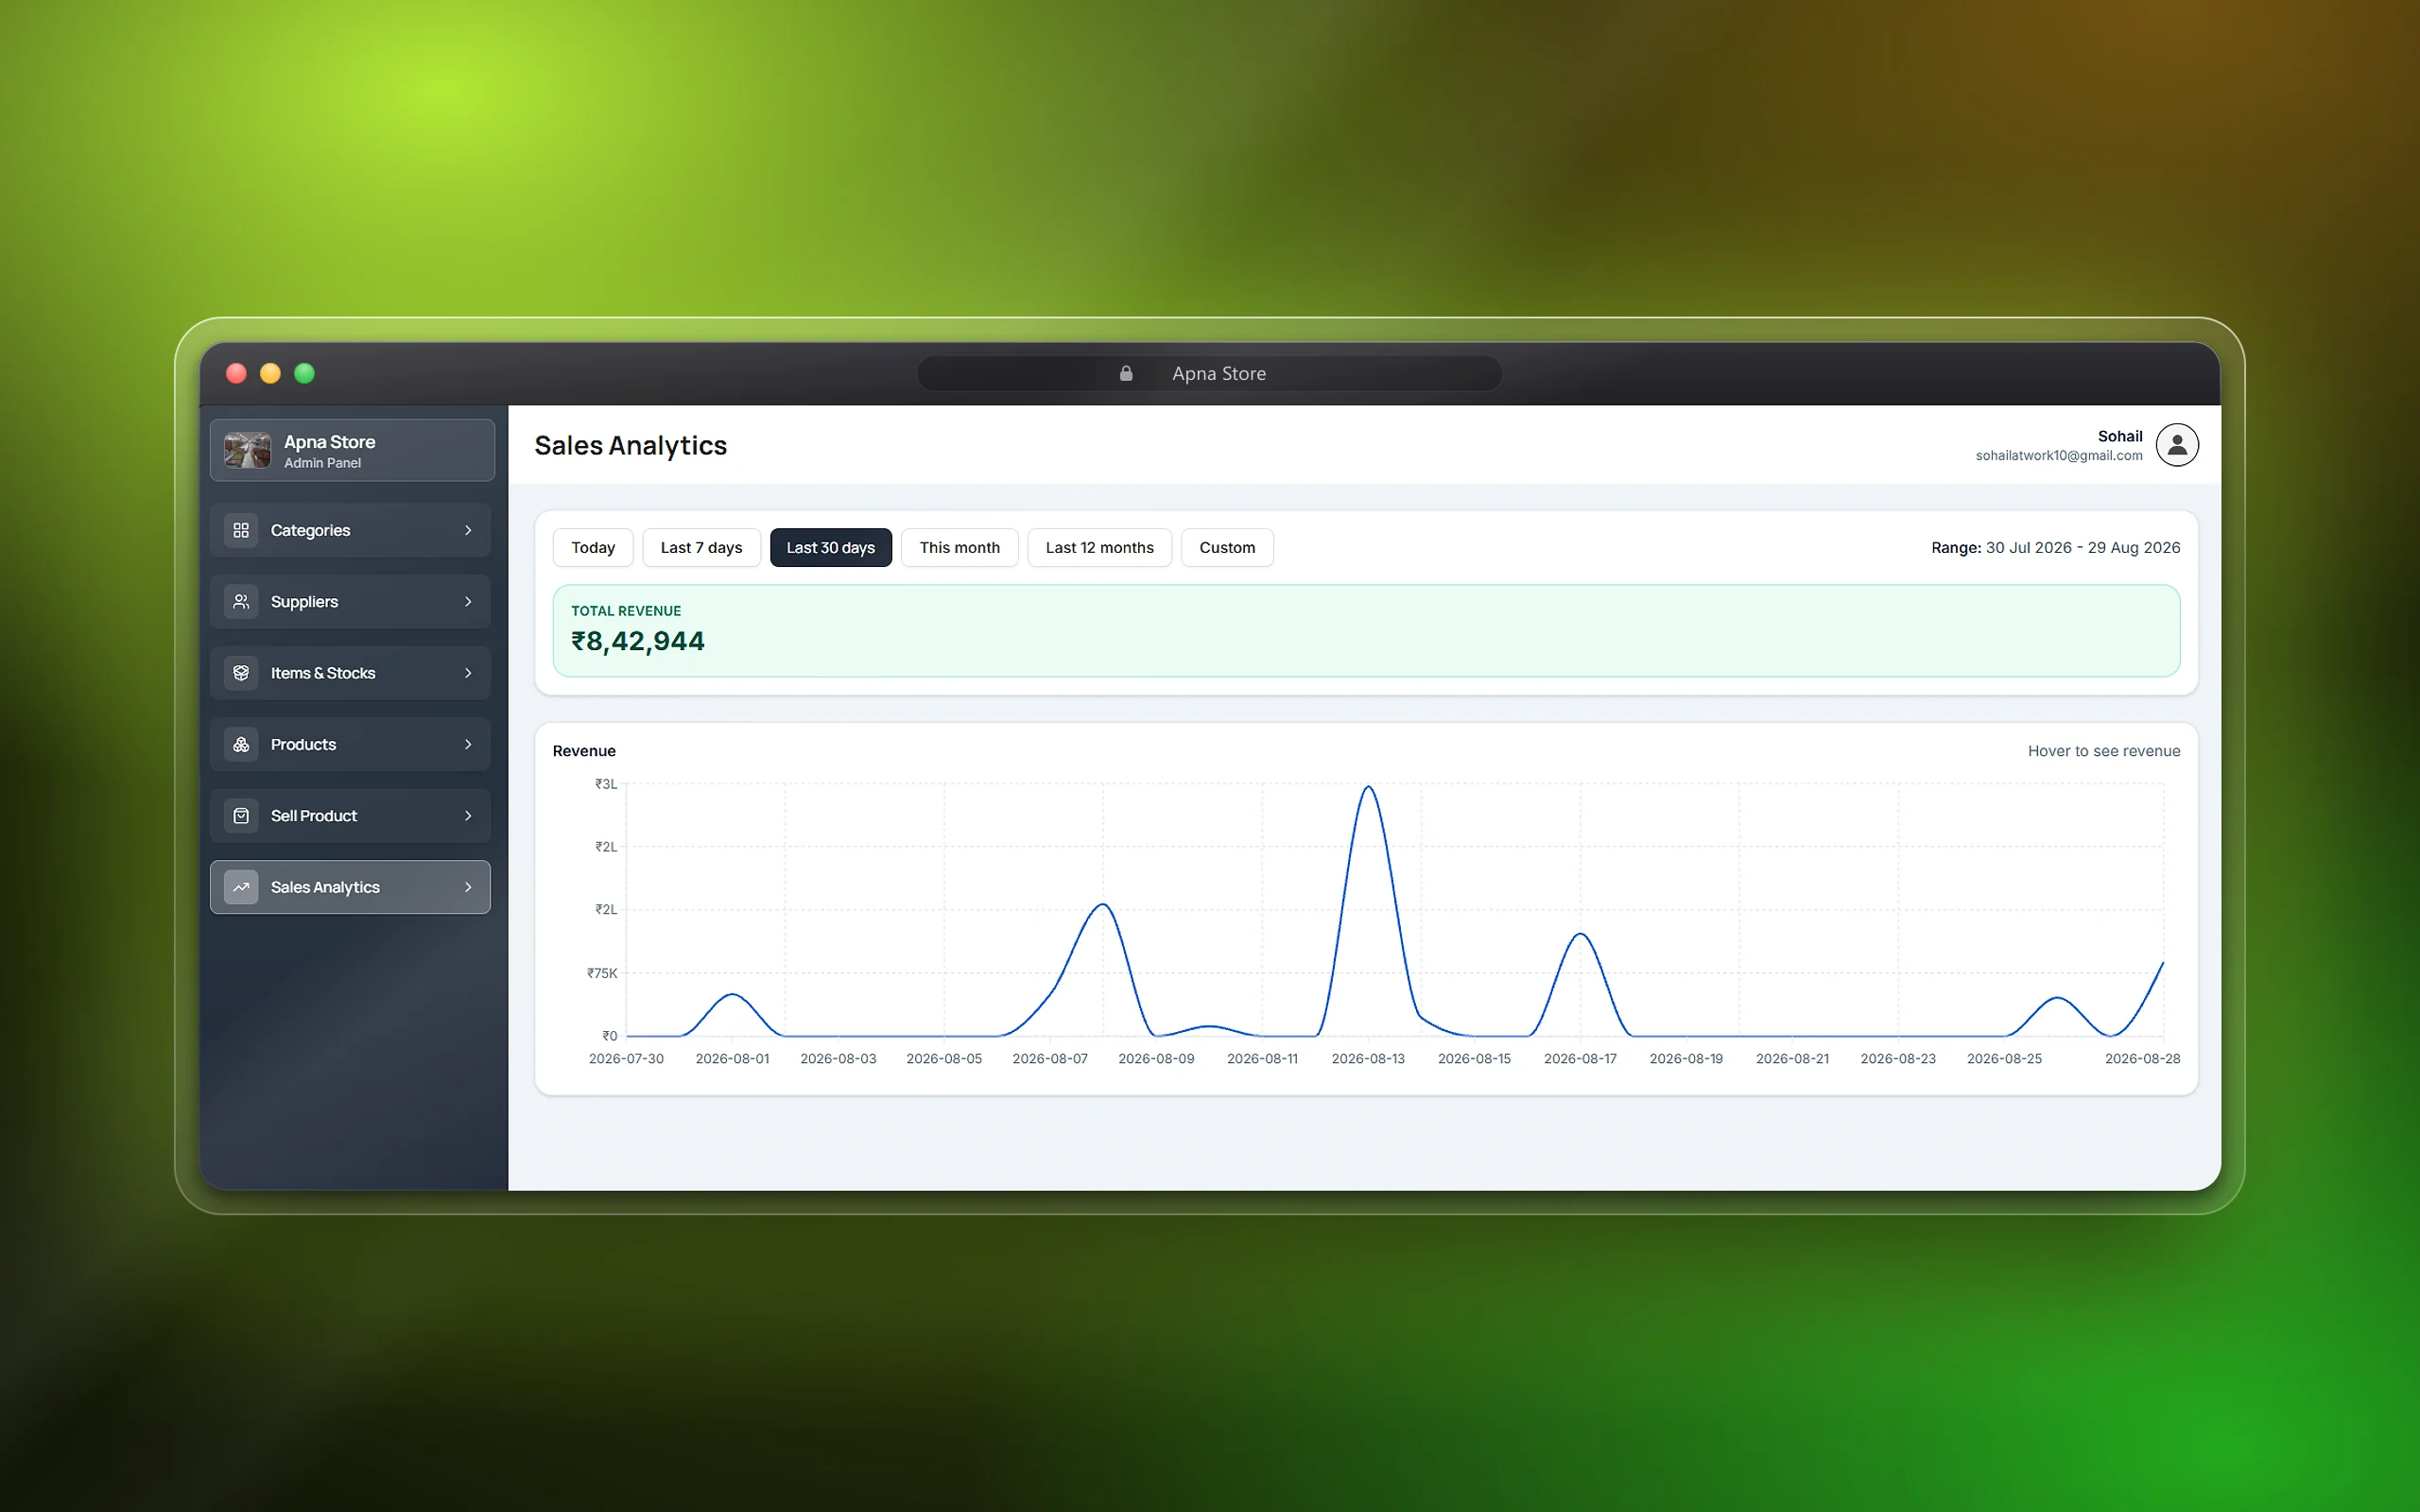 Apna Store
Apna Store
Admin Panel
Categories
Suppliers
Items & Stocks
Products
Sell Product
Sales Analytics
Sales Analytics
Sohail
sohailatwork10@gmail.com
Today
Last 7 days
Last 30 days
This month
Last 12 months
Custom
Range: 30 Jul 2026 - 29 Aug 2026
TOTAL REVENUE
₹8,42,944
Revenue
Hover to see revenue
₹3L
₹2L
₹2L
₹75K
₹0
2026-07-30
2026-08-01
2026-08-03
2026-08-05
2026-08-07
2026-08-09
2026-08-11
2026-08-13
2026-08-15
2026-08-17
2026-08-19
2026-08-21
2026-08-23
2026-08-25
2026-08-28